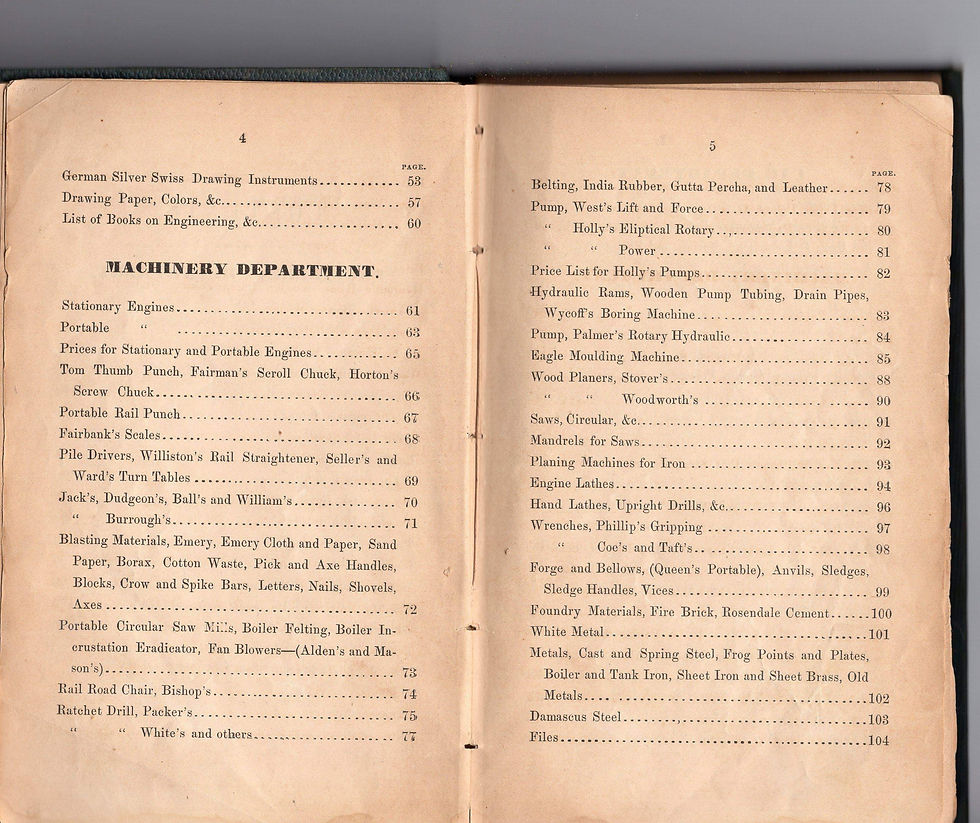 4
PAGE.
German Silver Swiss Drawing Instruments............ 53
Drawing Paper, Colors, &c............................... 57
List of Books on Engineering, &c........................ 60
MACHINERY DEPARTMENT.
Stationary Engines........................................ 61
Portable " ..................................... 63
Prices for Stationary and Portable Engines............. 65
Tom Thumb Punch, Fairman's Scroll Chuck, Horton's
Screw Chuck........................................ 66
Portable Rail Punch...................................... 67
Fairbank's Scales......................................... 68
Pile Drivers, Williston's Rail Straightener, Seller's and
Ward's Turn Tables ................................. 69
Jack's, Dudgeon's, Ball's and William's................ 70
" Burrough's...................................... 71
Blasting Materials, Emery, Emery Cloth and Paper, Sand
Paper, Borax, Cotton Waste, Pick and Axe Handles,
Blocks, Crow and Spike Bars, Letters, Nails, Shovels,
Axes ................................................ 72
Portable Circular Saw Mills, Boiler Felting, Boiler In-
crustation Eradicator, Fan Blowers—(Alden's and Ma-
son's)................................................ 73
Rail Road Chair, Bishop's............................... 74
Ratchet Drill, Packer's................................... 75
" " White's and others........................ 77
5
PAGE.
Belting, India Rubber, Gutta Percha, and Leather...... 78
Pump, West's Lift and Force............................ 79
" Holly's Eliptical Rotary.......................... 80
" " Power................................... 81
Price List for Holly's Pumps............................. 82
Hydraulic Rams, Wooden Pump Tubing, Drain Pipes,
Wycoff's Boring Machine............................ 83
Pump, Palmer's Rotary Hydraulic....................... 84
Eagle Moulding Machine................................ 85
Wood Planers, Stover's.................................. 88
" " Woodworth's ........................... 90
Saws, Circular, &c....................................... 91
Mandrels for Saws....................................... 92
Planing Machines for Iron ............................... 93
Engine Lathes............................................ 94
Hand Lathes, Upright Drills, &c........................ 96
Wrenches, Phillip's Gripping ............................ 97
" Coe's and Taft's............................. 98
Forge and Bellows, (Queen's Portable), Anvils, Sledges,
Sledge Handles, Vices............................... 99
Foundry Materials, Fire Brick, Rosendale Cement......100
White Metal.............................................101
Metals, Cast and Spring Steel, Frog Points and Plates,
Boiler and Tank Iron, Sheet Iron and Sheet Brass, Old
Metals...............................................102
Damascus Steel..........................................103
Files.....................................................104